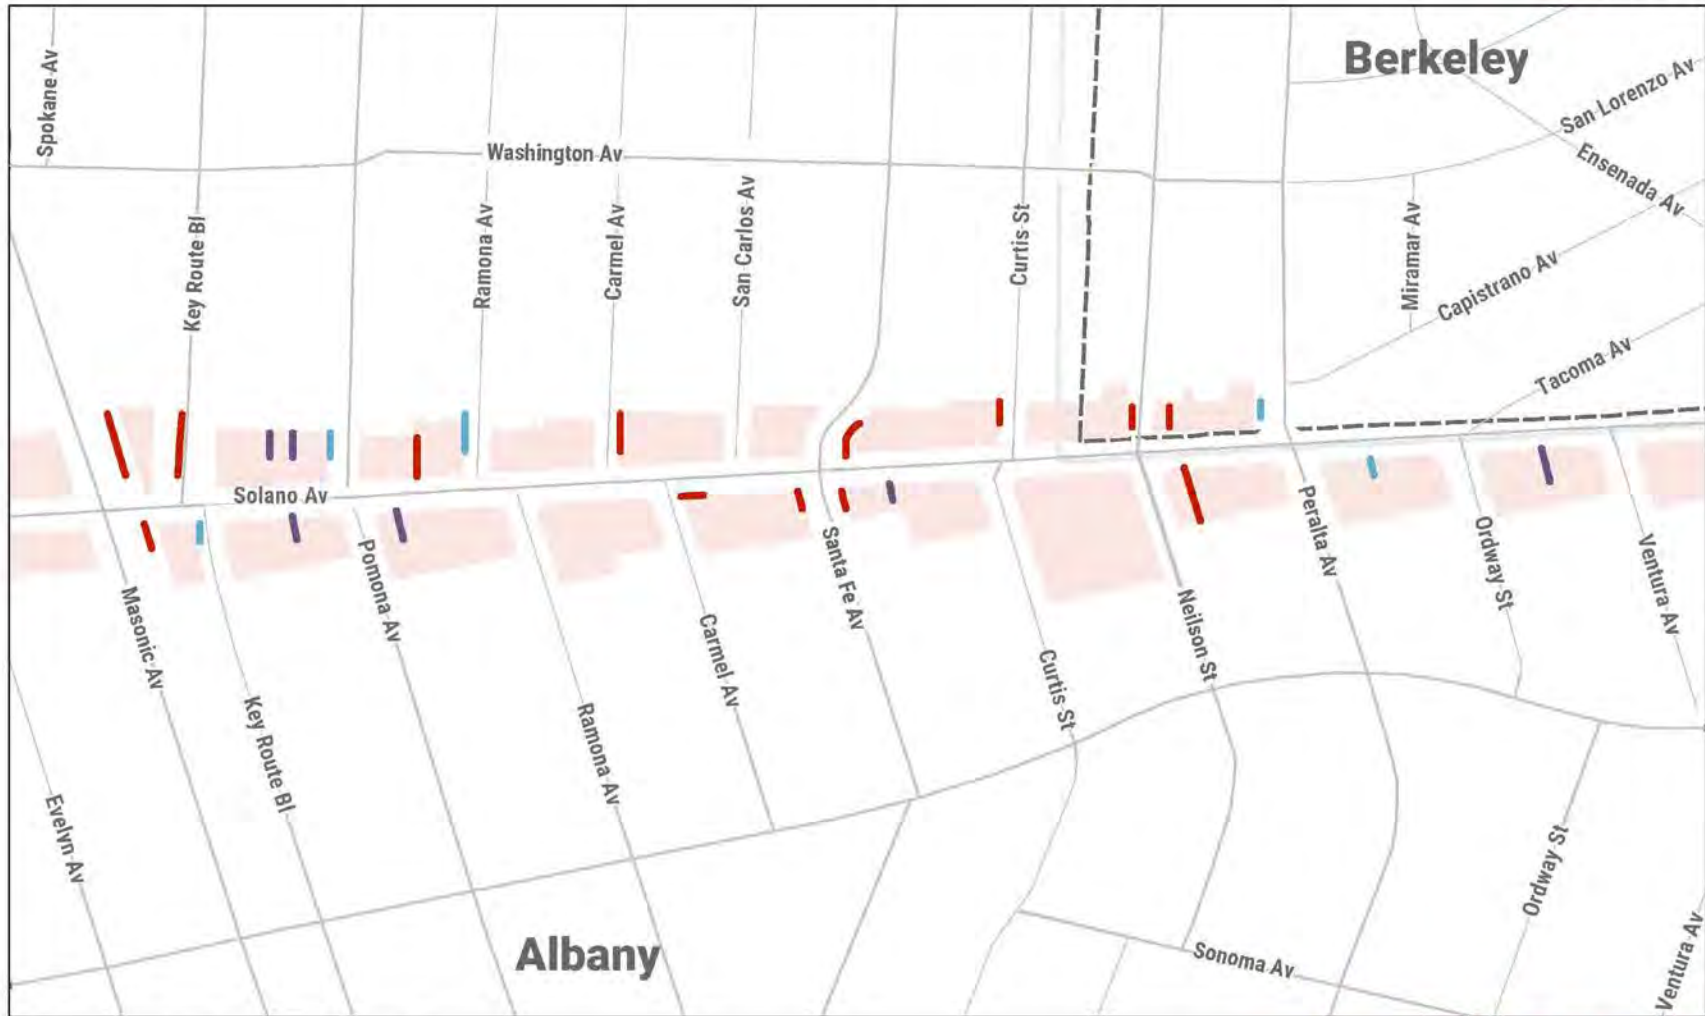 Berkeley
Spokane Av
San Lorenzo Av
Washington Av
Ensenada Av
Key Route Bl
Ramona Av
Carmel Av
San Carlos Av
Curtis St
Miramar Av
Capistrano Av
Tacoma Av
Solano Av
Masonic Av
Pomona Av
Santa Fe Av
Peralta Av
Ordway St
Ventura Av
Neilson St
Carmel Av
Curtis St
Key Route Bl
Ramona Av
Evelyn Av
Ordway St
Albany
Sonoma Av
Ventura Av